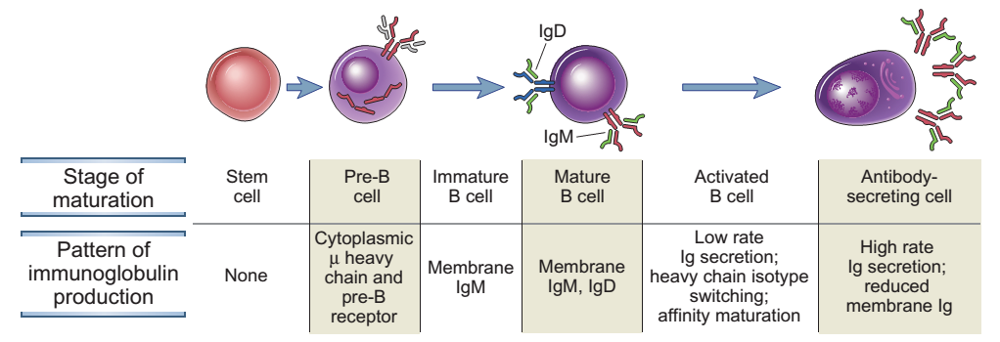 IgD
IgM
Stage of
maturation
Stem
cell
Pre-B
cell
Immature
B cell
Mature
B cell
Activated
B cell
Antibody-
secreting cell
Pattern of
immunoglobulin
production
None
Cytoplasmic
μ heavy
chain and
pre-B
receptor
Membrane
IgM
Membrane
IgM, IgD
Low rate
Ig secretion;
heavy chain isotype
switching;
affinity maturation
High rate
Ig secretion;
reduced
membrane Ig